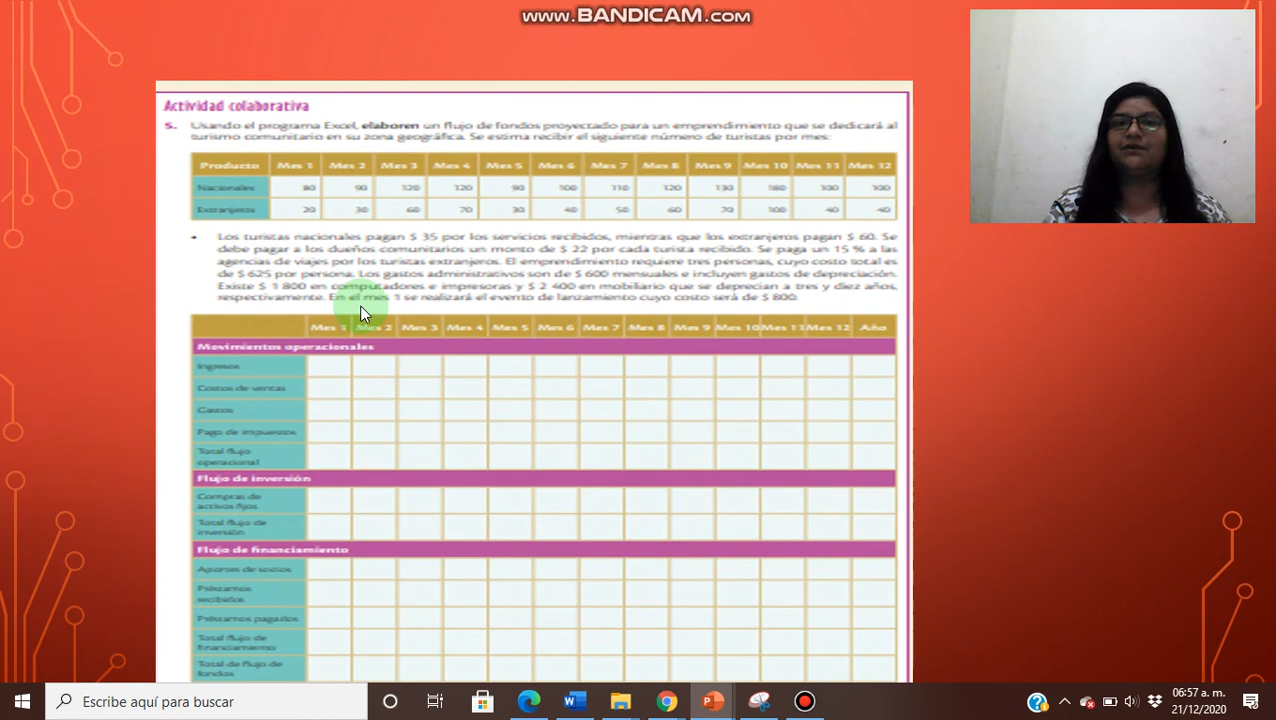 WWW.BANDICAM.COM
Actividad colaborativa
5. Usando el programa Excel, elaboren un flujo de fondos proyectado para un emprendimiento que se dedicará al
turismo comunitario en su zona geográfica. Se estima recibir el siguiente número de turistas por mes:
Producto Mes 1 Mes 2 Mes 3 Mes 4 Mes 5 Mes 6 Mes 7 Mes 8 Mes 9 Mes 10 Mes 11 Mes 12
Nacionales 80 90 120 120 90 100 110 120 130 180 100 100
Extranjeros 20 30 60 70 30 40 50 60 70 100 40 40
• Los turistas nacionales pagan $ 35 por los servicios recibidos, mientras que los extranjeros pagan $ 60. Se
debe pagar a los dueños comunitarios un monto de $ 22 por cada turista recibido. Se paga un 15 % a las
agencias de viajes por los turistas extranjeros. El emprendimiento requiere tres personas, cuyo costo total es
de $ 625 por persona. Los gastos administrativos son de $ 600 mensuales e incluyen gastos de depreciación.
Existe $ 1 800 en computadores e impresoras y $ 2 400 en mobiliario que se deprecian a tres y diez años,
respectivamente. En el mes 1 se realizará el evento de lanzamiento cuyo costo será de $ 800.
Mes 1 Mes 2 Mes 3 Mes 4 Mes 5 Mes 6 Mes 7 Mes 8 Mes 9 Mes 10 Mes 11 Mes 12 Año
Movimientos operacionales
Ingresos
Costos de ventas
Gastos
Pago de impuestos
Total flujo
operacional
Flujo de inversión
Compras de
activos fijos
Total flujo de
inversión
Flujo de financiamiento
Aportes de socios
Préstamos
recibidos
Préstamos pagados
Total flujo de
financiamiento
Total de flujo de
fondos
Escribe aquí para buscar
06:57 a. m.
21/12/2020